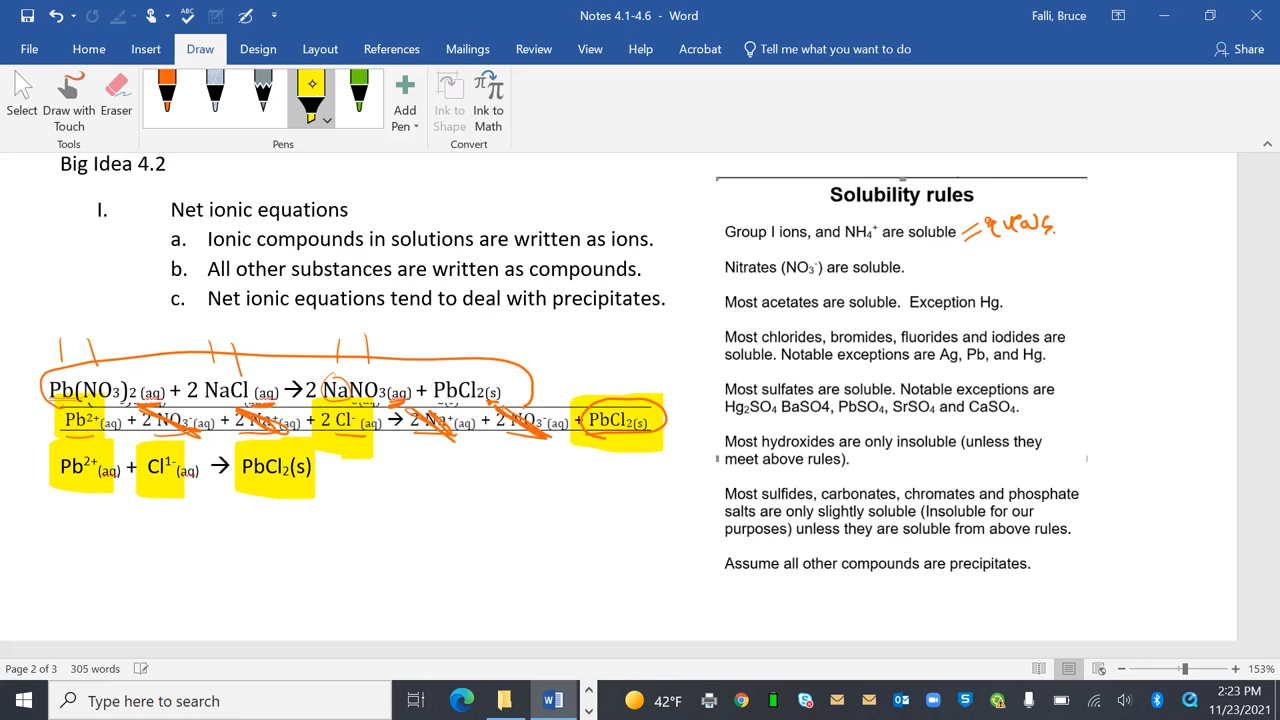 Notes 4.1-4.6 - Word
Falli, Bruce
File Home Insert Draw Design Layout References Mailings Review View Help Acrobat Tell me what you want to do Share
Select Draw with Touch Eraser
Add Pen
Ink to Shape Ink to Math
Tools Pens Convert
Big Idea 4.2
I. Net ionic equations
a. Ionic compounds in solutions are written as ions.
b. All other substances are written as compounds.
c. Net ionic equations tend to deal with precipitates.
Pb(NO₃)₂ (aq) + 2 NaCl (aq) →2 NaNO₃(aq) + PbCl₂(s)
Pb²⁺(aq) + 2 NO₃⁻(aq) + 2 Na⁺(aq) + 2 Cl⁻ (aq) → 2 Na⁺(aq) + 2 NO₃⁻(aq) + PbCl₂(s)
Pb²⁺(aq) + Cl¹⁻(aq) → PbCl₂(s)
Solubility rules
Group I ions, and NH₄⁺ are soluble
Nitrates (NO₃⁻) are soluble.
Most acetates are soluble. Exception Hg.
Most chlorides, bromides, fluorides and iodides are
soluble. Notable exceptions are Ag, Pb, and Hg.
Most sulfates are soluble. Notable exceptions are
Hg₂SO4 BaSO4, PbSO₄, SrSO₄ and CaSO₄.
Most hydroxides are only insoluble (unless they
meet above rules).
Most sulfides, carbonates, chromates and phosphate
salts are only slightly soluble (Insoluble for our
purposes) unless they are soluble from above rules.
Assume all other compounds are precipitates.
Page 2 of 3 305 words 153%
Type here to search
42°F
2:23 PM
11/23/2021